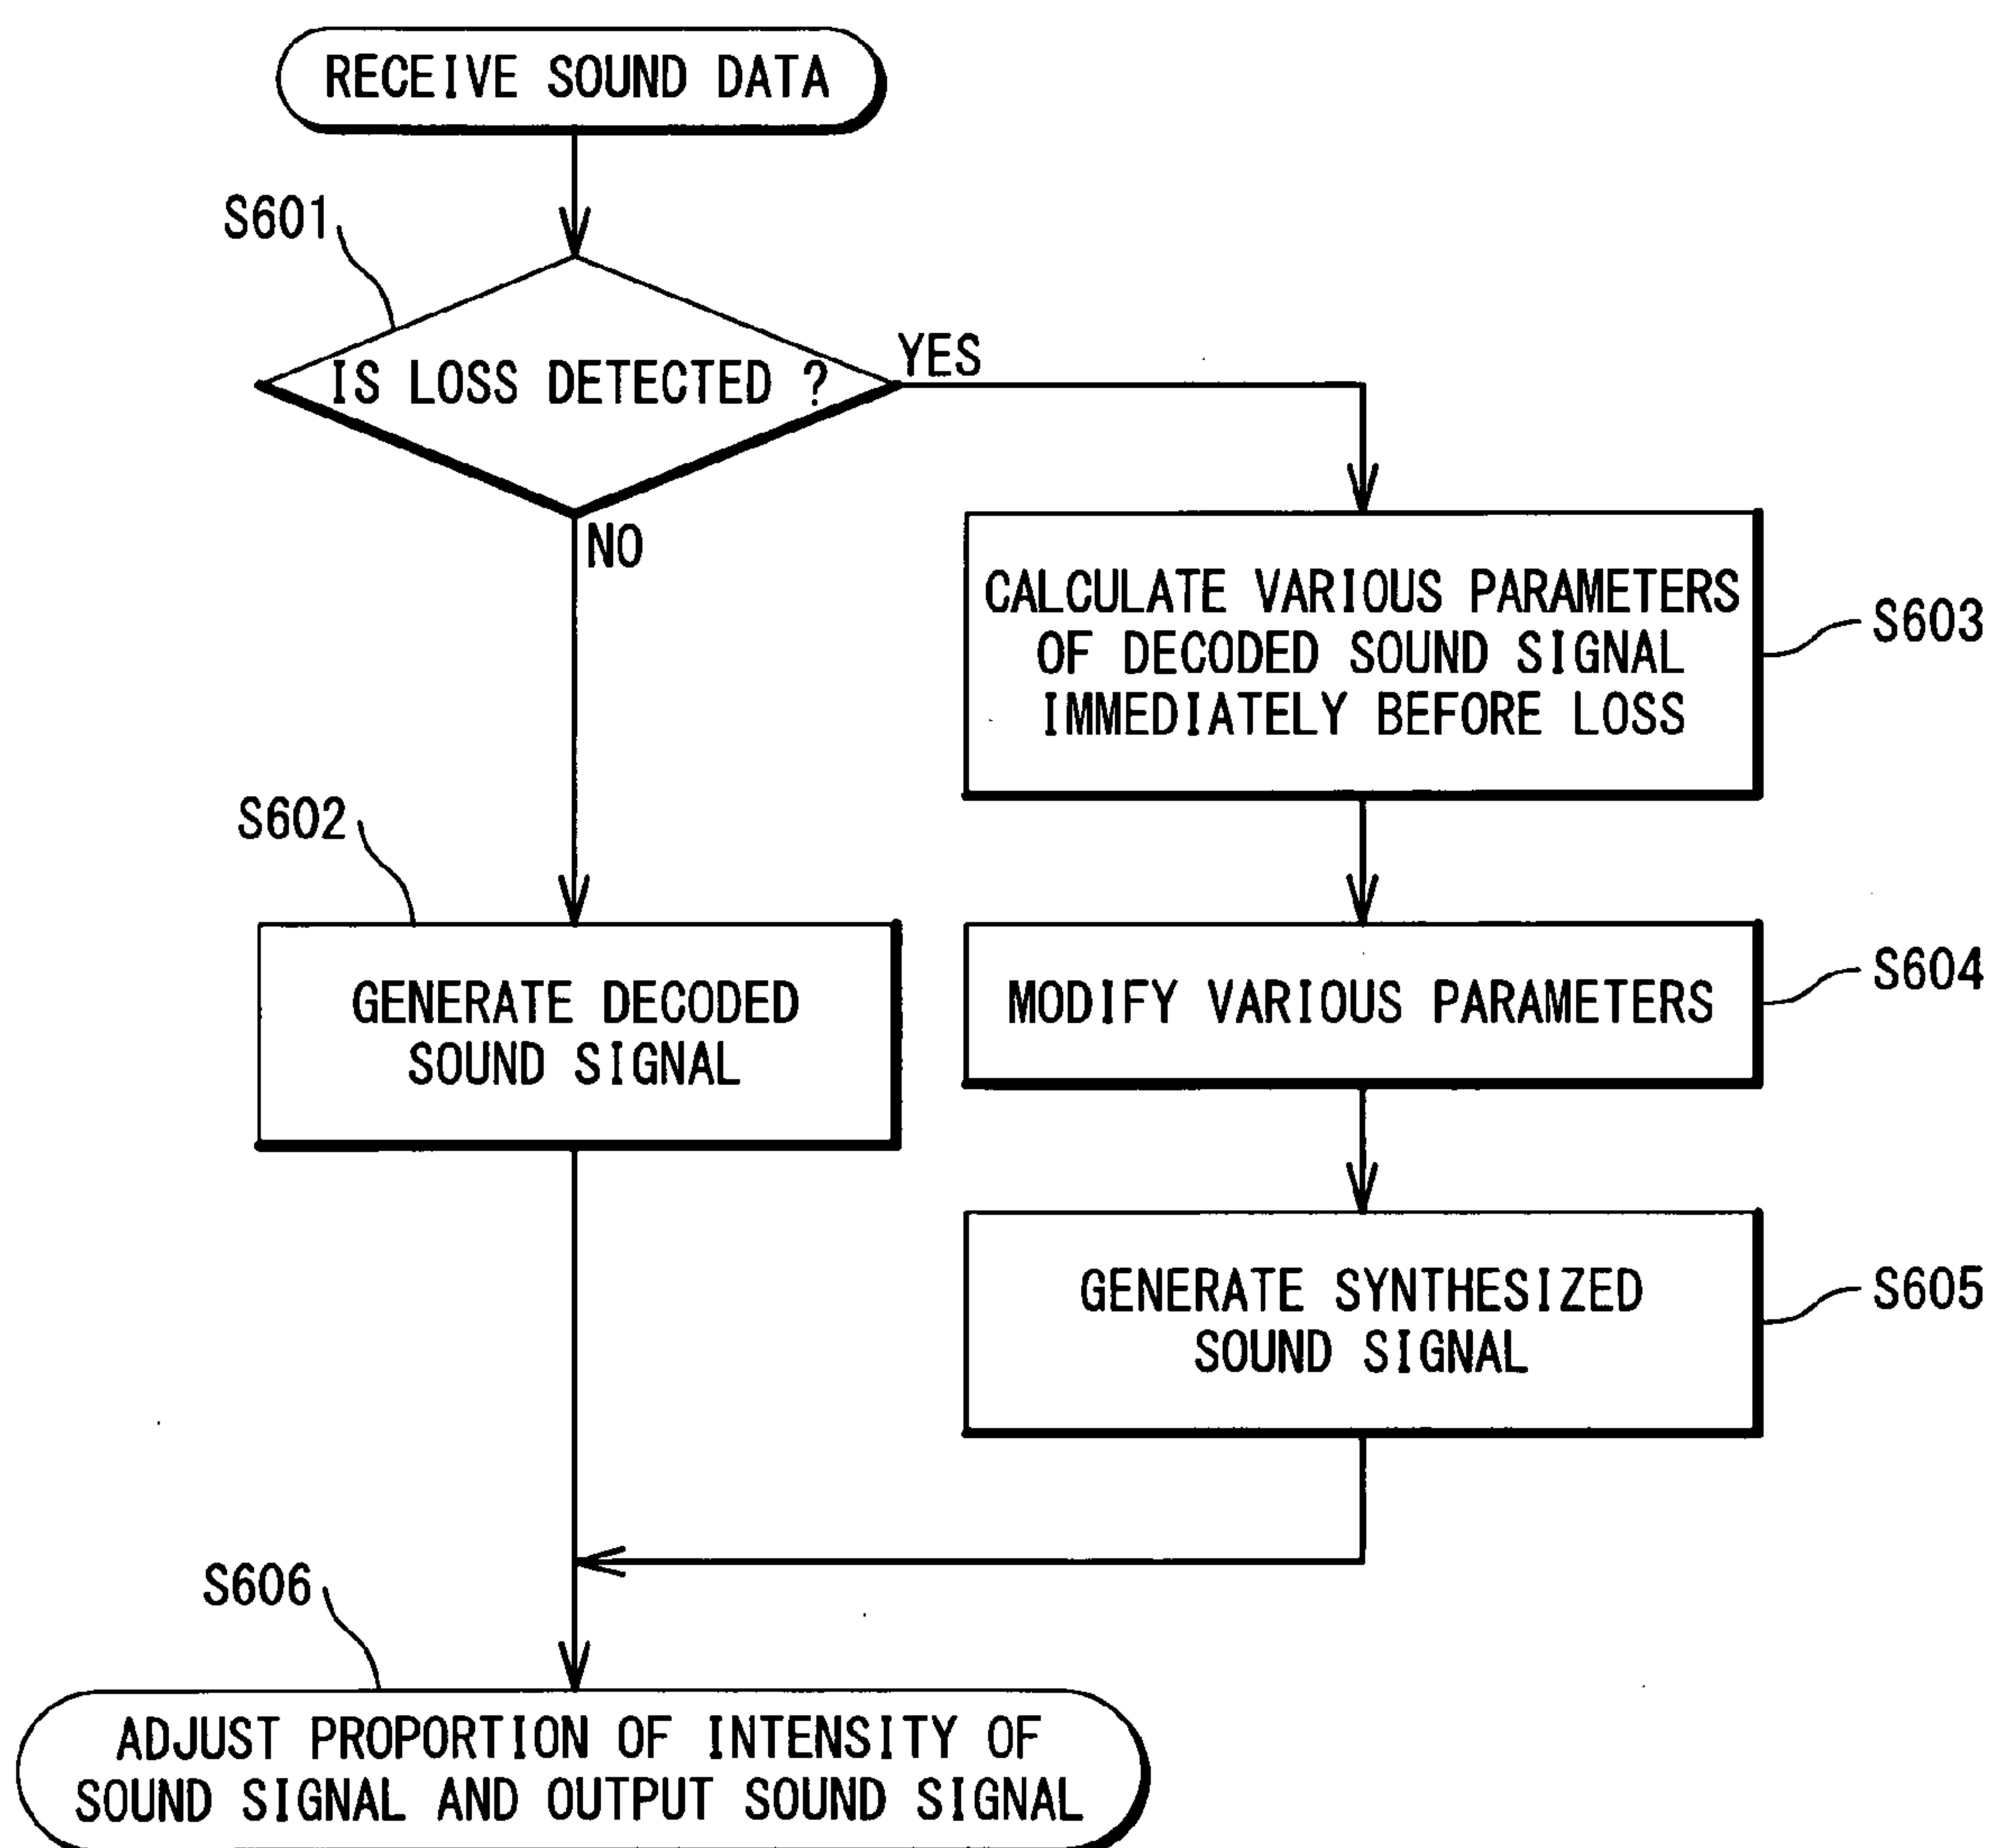 RECEIVE SOUND DATA
S601
IS LOSS DETECTED ?
YES
NO
CALCULATE VARIOUS PARAMETERS
OF DECODED SOUND SIGNAL
IMMEDIATELY BEFORE LOSS
S603
S602
GENERATE DECODED
SOUND SIGNAL
MODIFY VARIOUS PARAMETERS
S604
GENERATE SYNTHESIZED
SOUND SIGNAL
S605
S606
ADJUST PROPORTION OF INTENSITY OF
SOUND SIGNAL AND OUTPUT SOUND SIGNAL